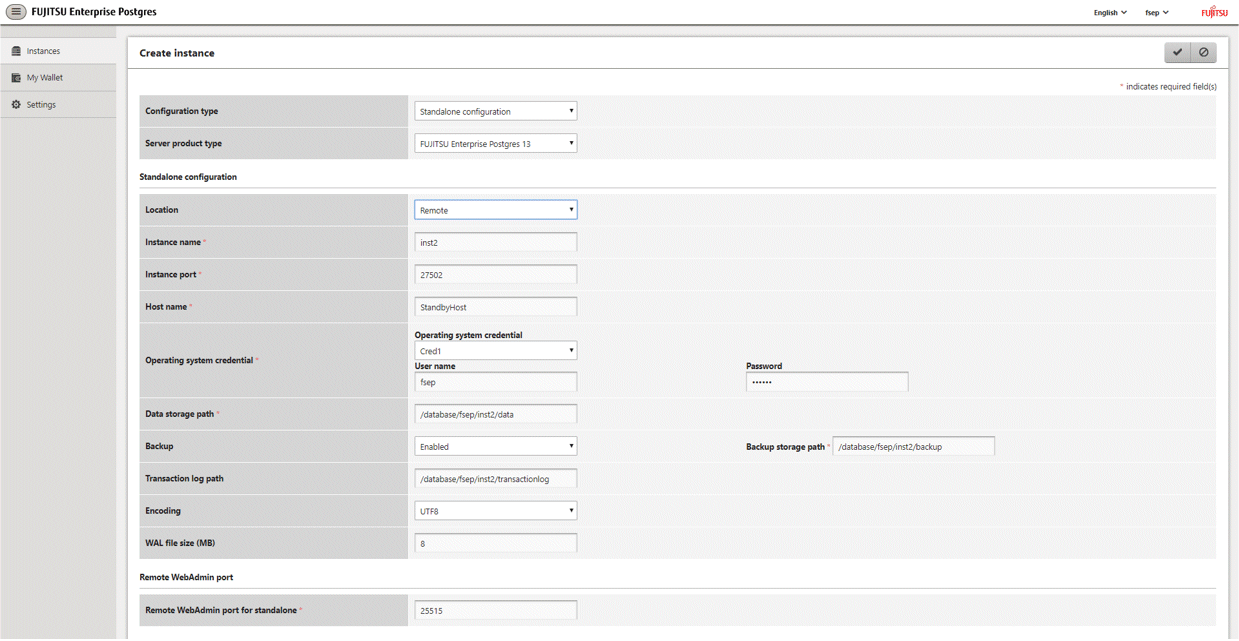 FUJITSU Enterprise Postgres
English
fsep
FUJITSU
Instances
My Wallet
Settings
Create instance
* indicates required field(s)
Configuration type
Standalone configuration
Server product type
FUJITSU Enterprise Postgres 13
Standalone configuration
Location
Remote
Instance name *
inst2
Instance port *
27502
Host name *
StandbyHost
Operating system credential *
Operating system credential
Cred1
User name
Password
fsep
••••••
Data storage path *
/database/fsep/inst2/data
Backup
Enabled
Backup storage path *
/database/fsep/inst2/backup
Transaction log path
/database/fsep/inst2/transactionlog
Encoding
UTF8
WAL file size (MB)
8
Remote WebAdmin port
Remote WebAdmin port for standalone *
25515